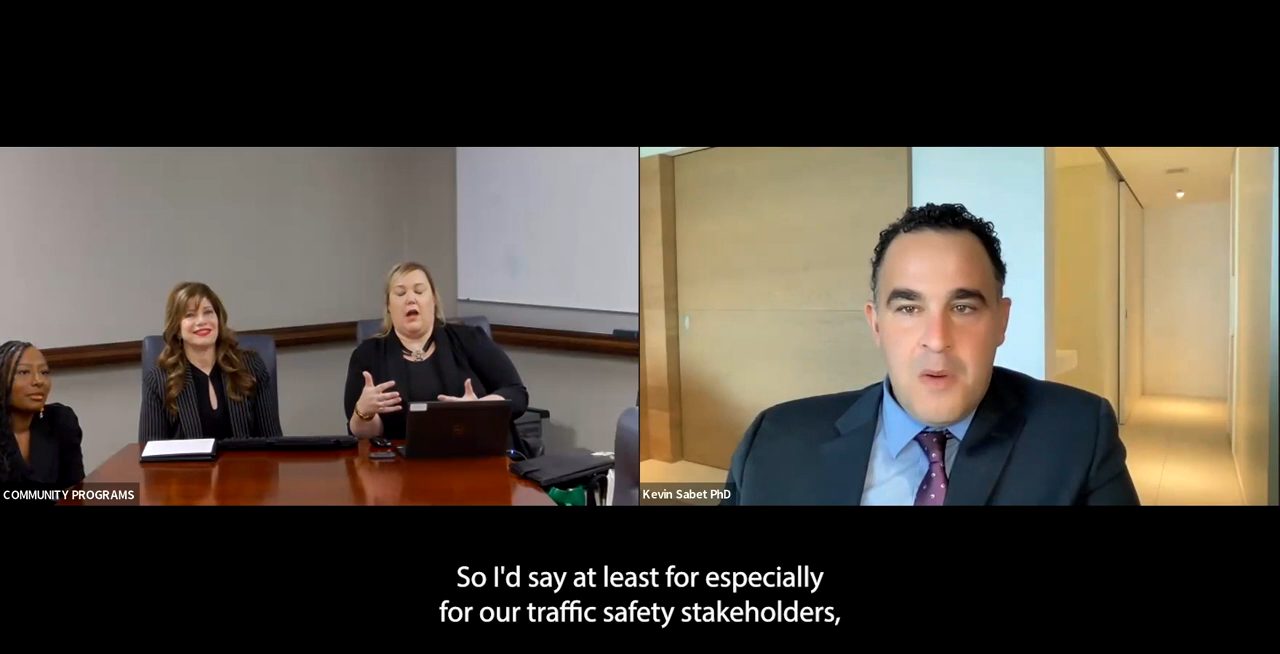 COMMUNITY PROGRAMS
Kevin Sabet PhD
So I'd say at least for especially
for our traffic safety stakeholders,